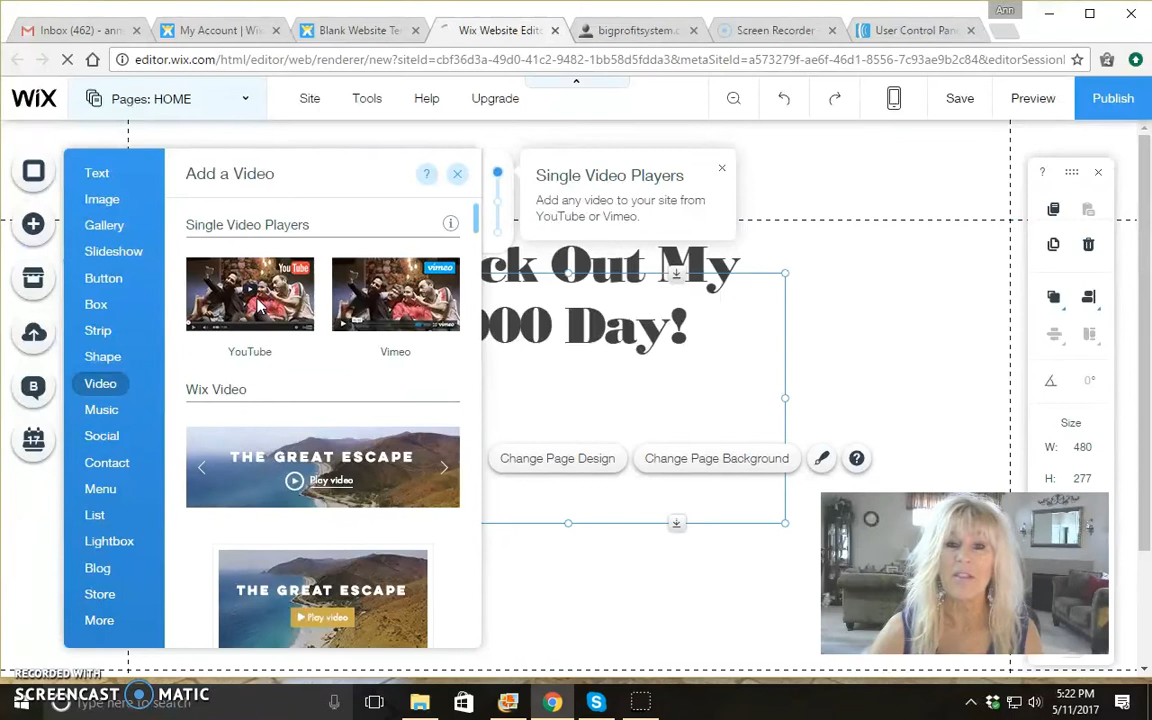 Ann
Inbox (462) - ann
My Account | Wix
Blank Website Te
Wix Website Edit
bigprofitsystem.c
Screen Recorder
User Control Pan
editor.wix.com/html/editor/web/renderer/new?siteId=cbf36d3a-49d0-41c2-9482-1bb58d5fdda3&metaSiteId=a573279f-ae6f-46d1-8556-7c93ae9b2c84&editorSessionI
WiX
Pages: HOME
Site
Tools
Help
Upgrade
Save
Preview
Publish
Text
Image
Gallery
Slideshow
Button
Box
Strip
Shape
Video
Music
Social
Contact
Menu
List
Lightbox
Blog
Store
More
Add a Video
?
Single Video Players
YouTube
vimeo
YouTube
Vimeo
Wix Video
THE GREAT ESCAPE
Play video
THE GREAT ESCAPE
Play video
Single Video Players
Add any video to your site from
YouTube or Vimeo.
ck Out My
000 Day!
Change Page Design
Change Page Background
?
?
0°
Size
W: 480
H: 277
B
17
RECORDED WITH
SCREENCAST MATIC
Type here to search
5:22 PM
5/11/2017